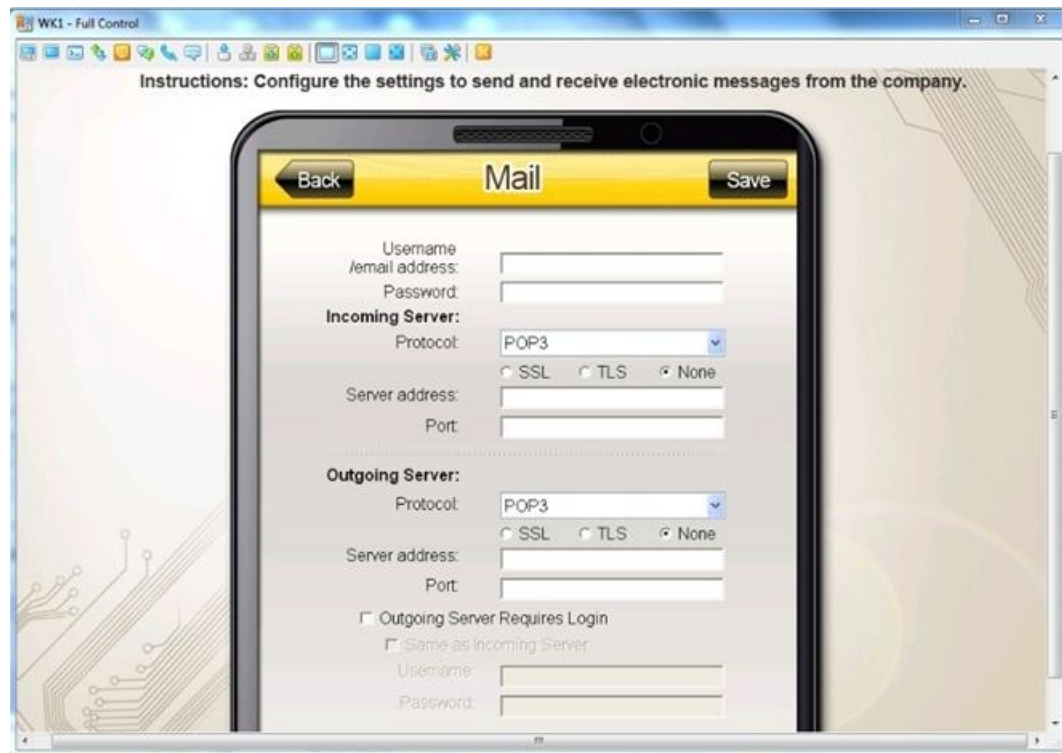 WK1 - Full Control
Instructions: Configure the settings to send and receive electronic messages from the company.
Back Mail Save
Username
/email address:
Password:
Incoming Server:
Protocol: POP3
SSL TLS None
Server address:
Port:
Outgoing Server:
Protocol: POP3
SSL TLS None
Server address:
Port:
Outgoing Server Requires Login
Same as Incoming Server
Username:
Password: